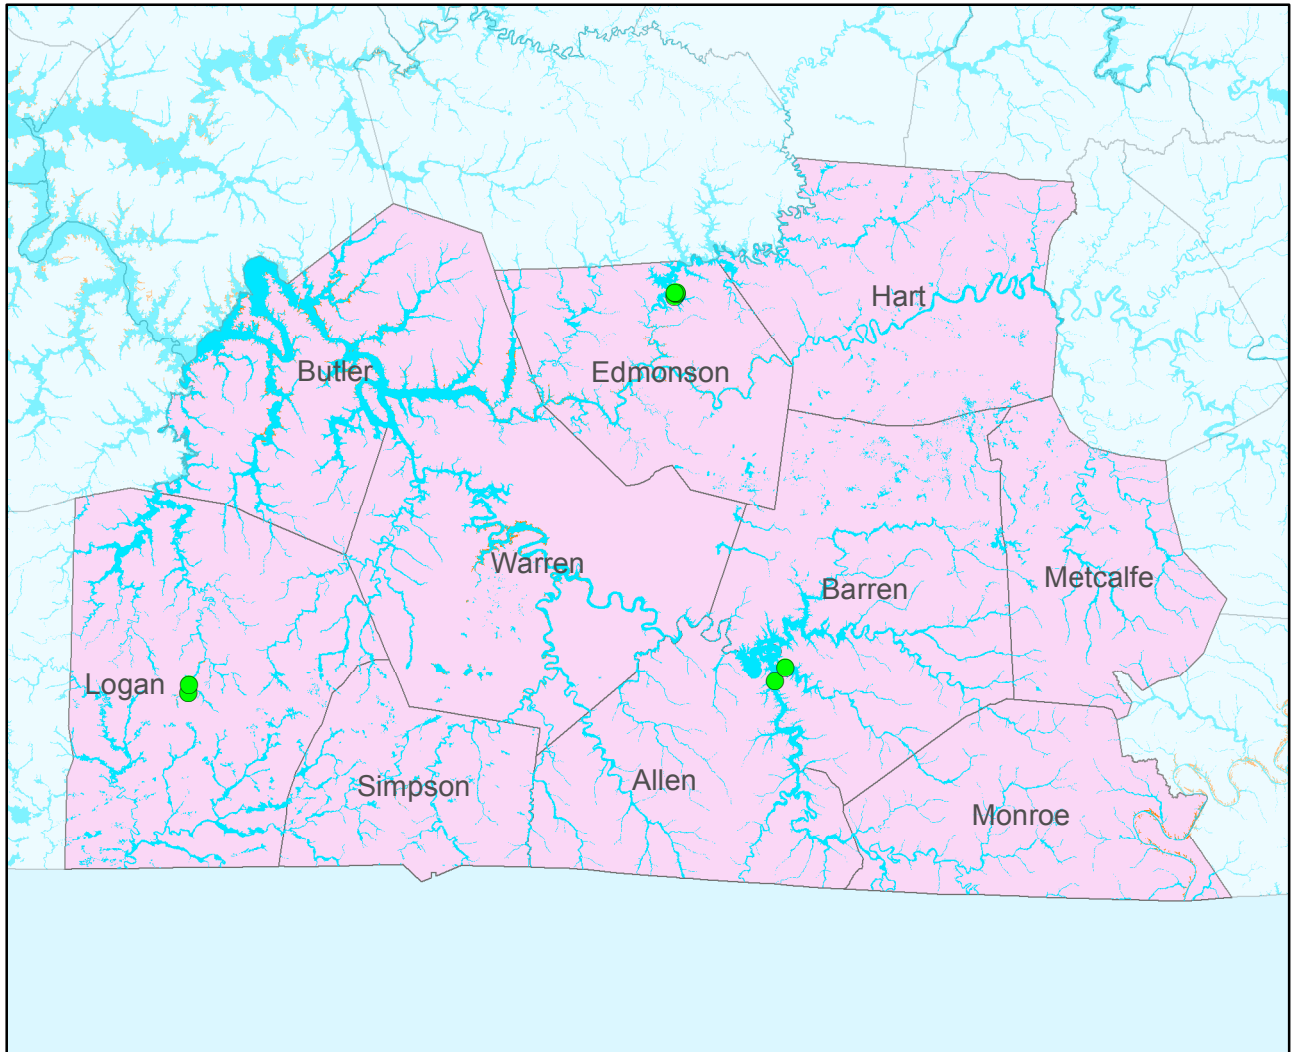 Hart
Butler
Edmonson
Warren
Metcalfe
Barren
Logan
Allen
Simpson
Monroe